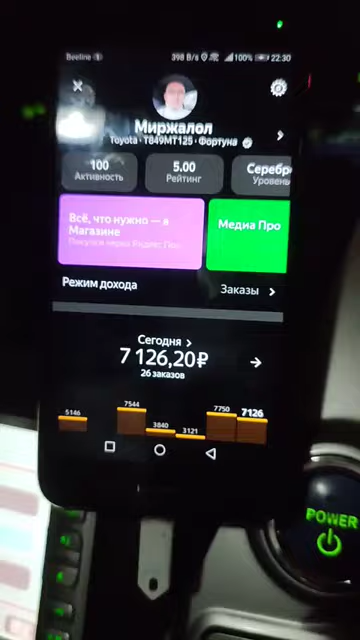 Beeline 398 B/s 100% 22:30
Миржалол
Toyota · T849MT125 · Фортуна
100
Активность
5.00
Рейтинг
Серебр
Уровень
Всё, что нужно — в
Магазине
Медиа Про
Режим дохода
Заказы
Сегодня
7 126,20 ₽
26 заказов
5146
7544
3840
3121
7750
7126
POWER